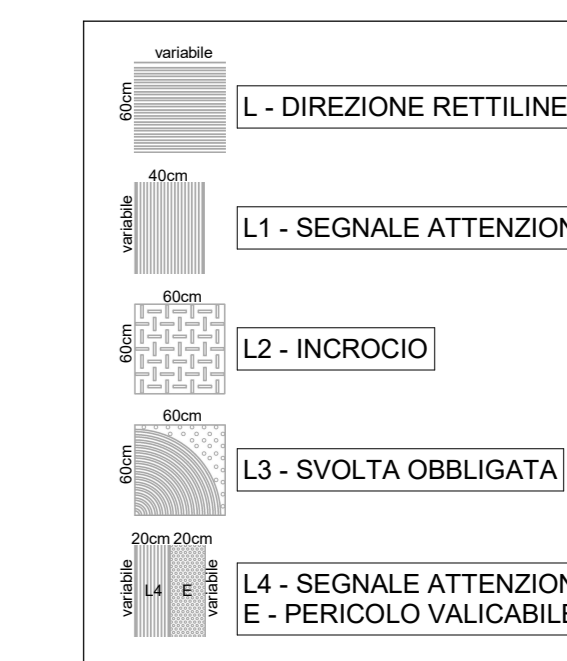 variabile
60cm
L - DIREZIONE RETTILINE
40cm
variabile
L1 - SEGNALE ATTENZION
60cm
60cm
L2 - INCROCIO
60cm
60cm
L3 - SVOLTA OBBLIGATA
20cm 20cm
variabile
L4
E
variabile
L4 - SEGNALE ATTENZION
E - PERICOLO VALICABILE